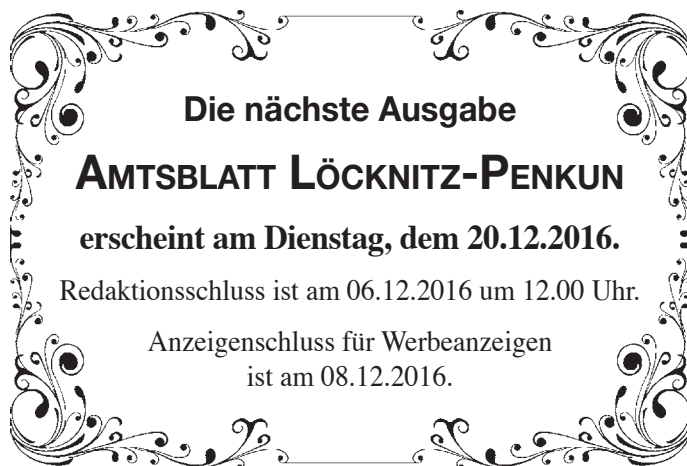 Die nächste Ausgabe
AMTSBLATT LÖCKNITZ-PENKUN
erscheint am Dienstag, dem 20.12.2016.
Redaktionsschluss ist am 06.12.2016 um 12.00 Uhr.
Anzeigenschluss für Werbeanzeigen
ist am 08.12.2016.